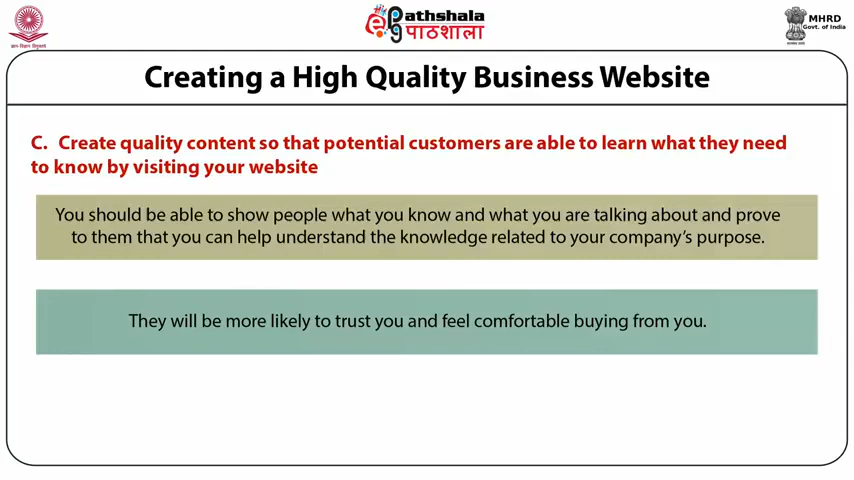 ePG Pathshala
पाठशाला
MHRD
Govt. of India
Creating a High Quality Business Website
C. Create quality content so that potential customers are able to learn what they need
to know by visiting your website
You should be able to show people what you know and what you are talking about and prove
to them that you can help understand the knowledge related to your company's purpose.
They will be more likely to trust you and feel comfortable buying from you.